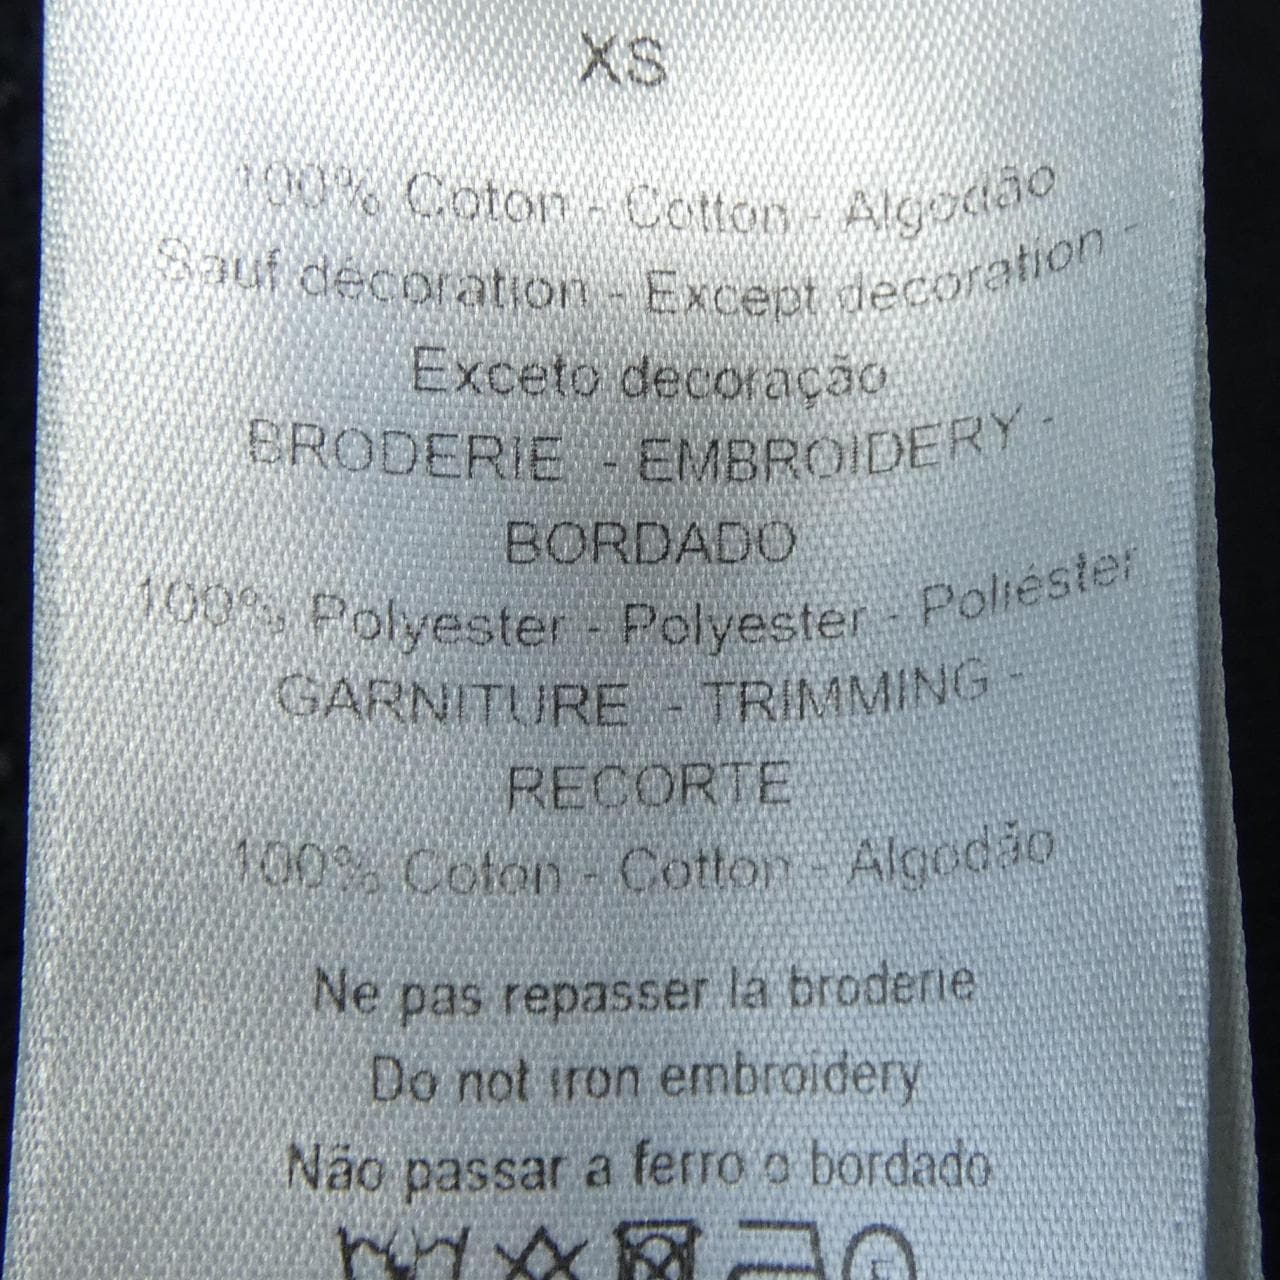 XS
100% Coton - Cotton - Algodão
Sauf décoration - Except decoration -
Exceto decoração
BRODERIE - EMBROIDERY -
BORDADO
100% Polyester - Polyester - Poliéster
GARNITURE - TRIMMING -
RECORTE
100% Coton - Cotton - Algodão
Ne pas repasser la broderie
Do not iron embroidery
Não passar a ferro o bordado